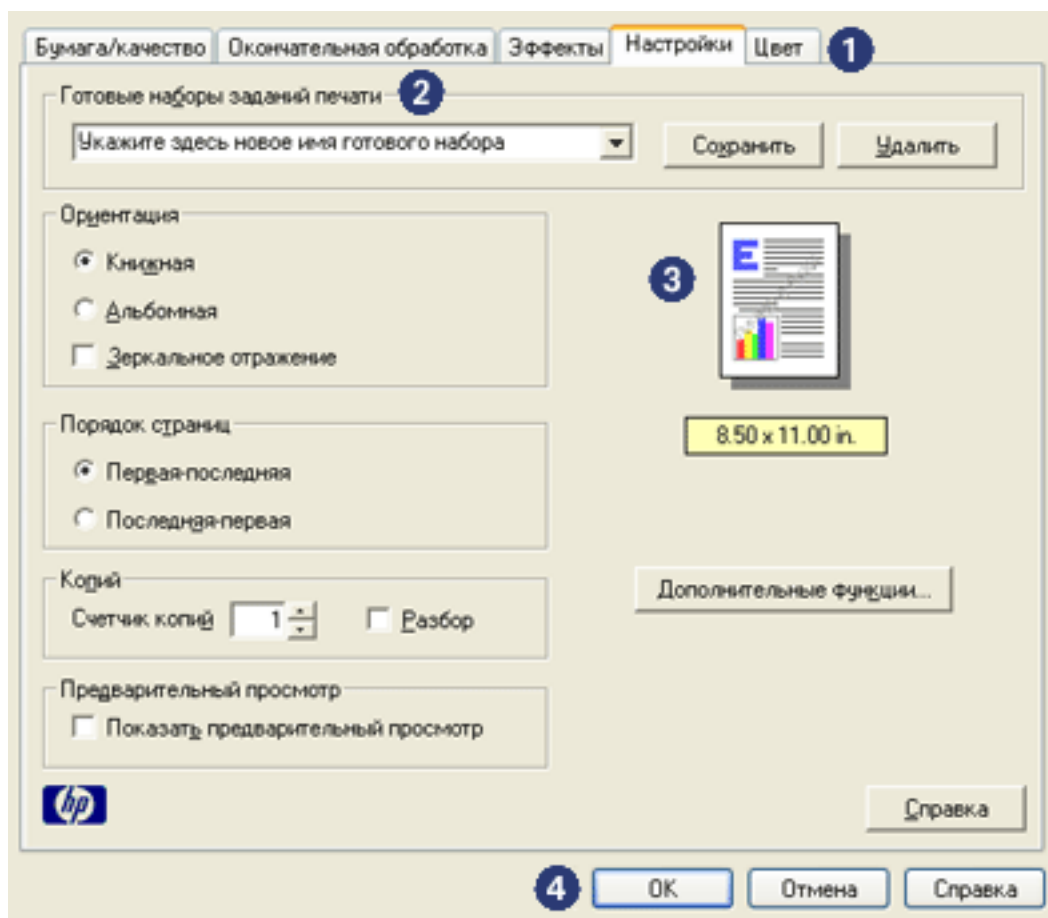 Бумага/качество Окончательная обработка Эффекты Настройки Цвет 1
Готовые наборы заданий печати 2
Укажите здесь новое имя готового набора Сохранить Удалить
Ориентация
Книжная
Альбомная
Зеркальное отражение
3
E
8.50 x 11.00 in.
Порядок страниц
Первая-последняя
Последняя-первая
Копий
Счетчик копий 1 Разбор
Дополнительные функции...
Предварительный просмотр
Показать предварительный просмотр
hp
Справка
4 OK Отмена Справка